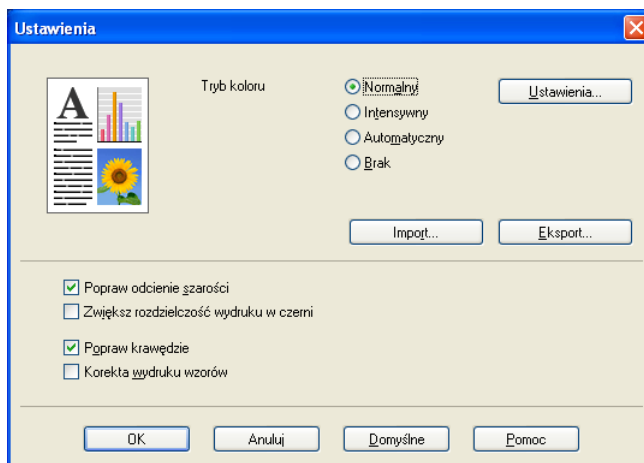 Ustawienia
A
Tryb koloru
Normalny
Ustawienia...
Intensywny
Automatyczny
Brak
Import...
Eksport...
Popraw odcienie szarości
Zwiększ rozdzielczość wydruku w czerni
Popraw krawędzie
Korekta wydruku wzorów
OK
Anuluj
Domyślne
Pomoc